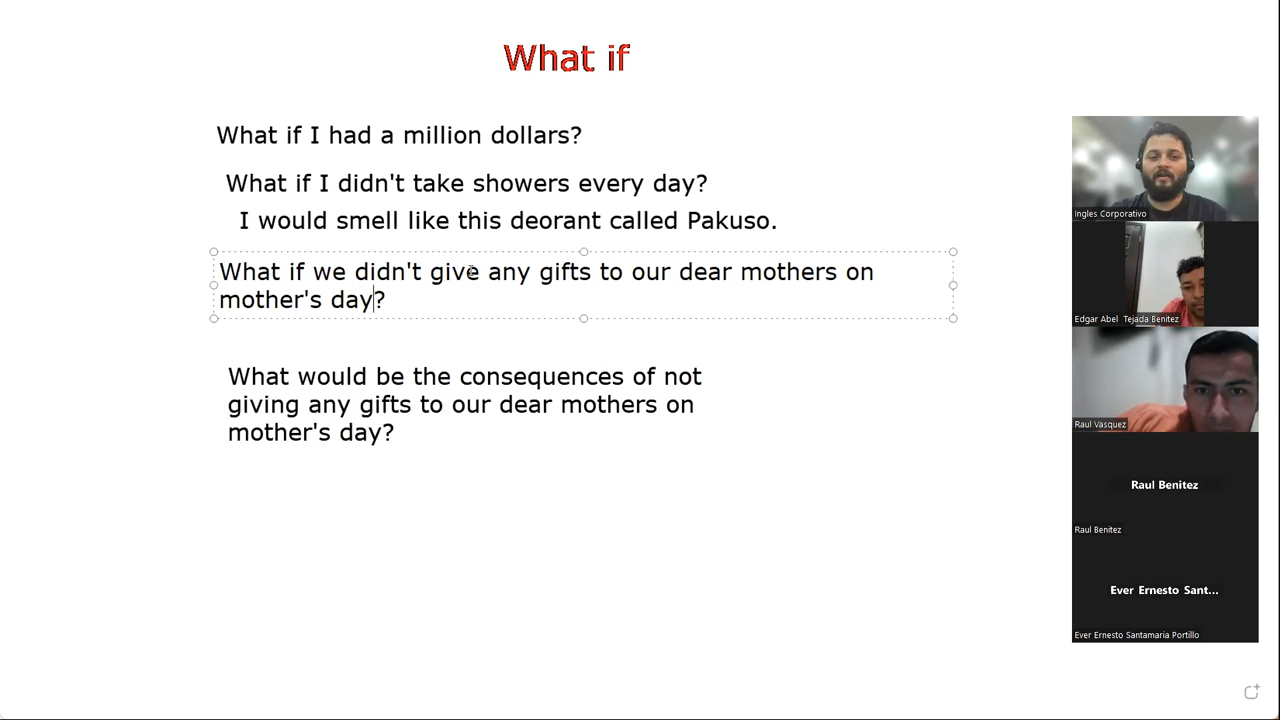 What if
What if I had a million dollars?
What if I didn't take showers every day?
I would smell like this deorant called Pakuso.
What if we didn't give any gifts to our dear mothers on
mother's day?
What would be the consequences of not
giving any gifts to our dear mothers on
mother's day?
Ingles Corporativo
Edgar Abel Tejada Benitez
Raul Vasquez
Raul Benitez
Raul Benitez
Ever Ernesto Sant...
Ever Ernesto Santamaria Portillo